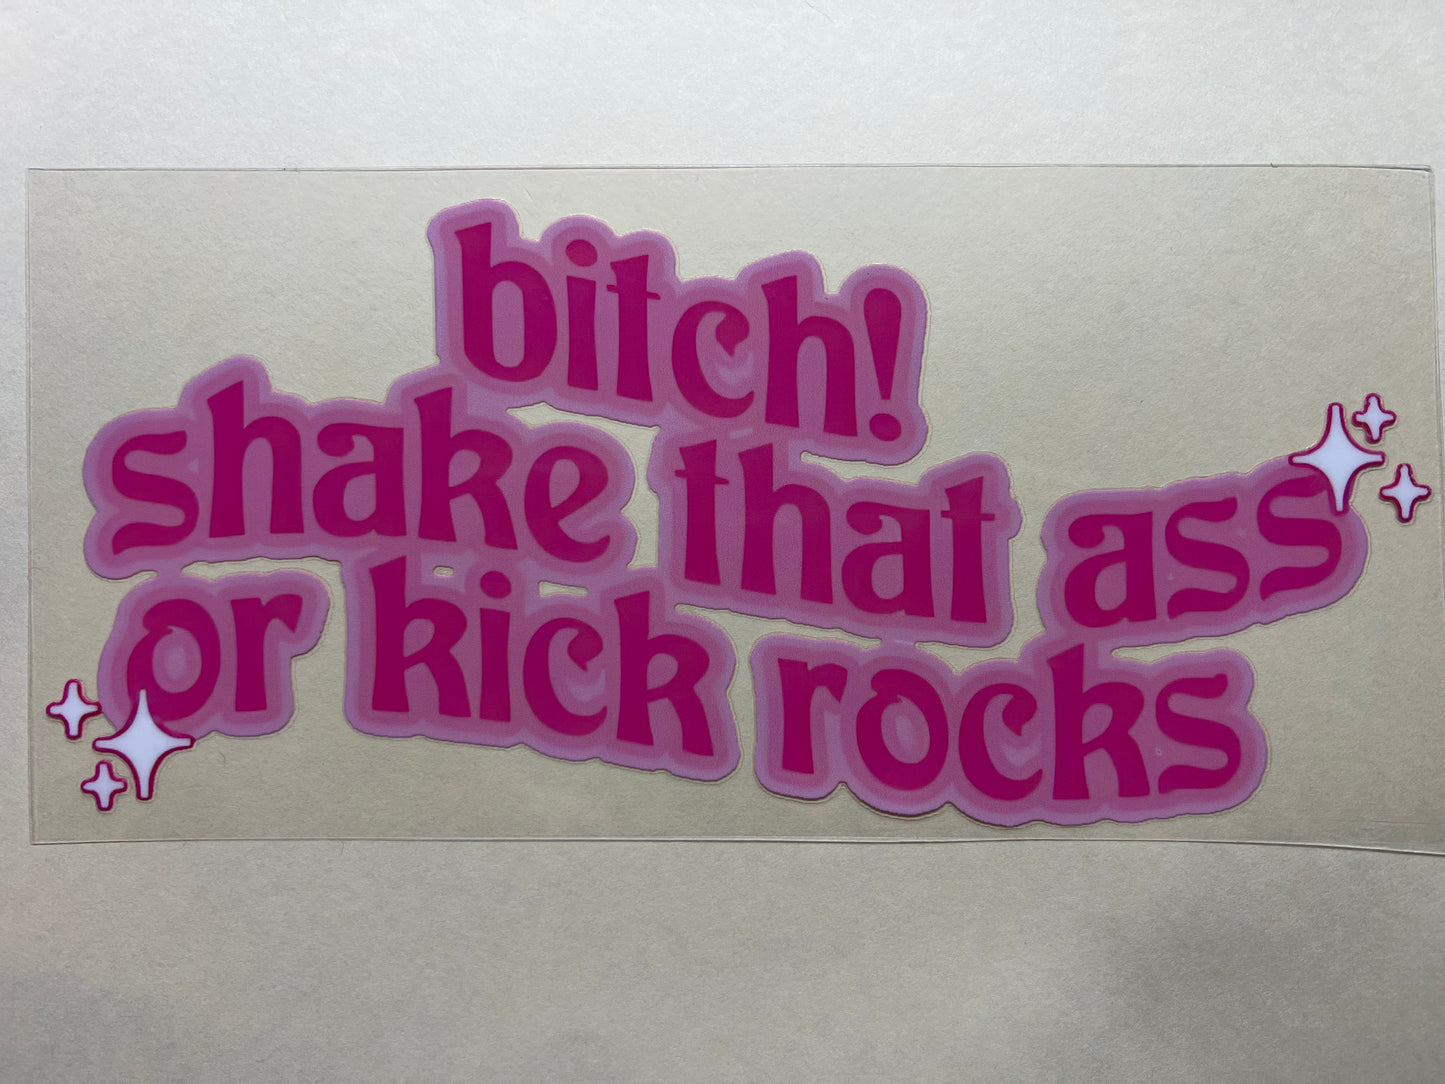 bitch!
shake that ass
or kick rocks